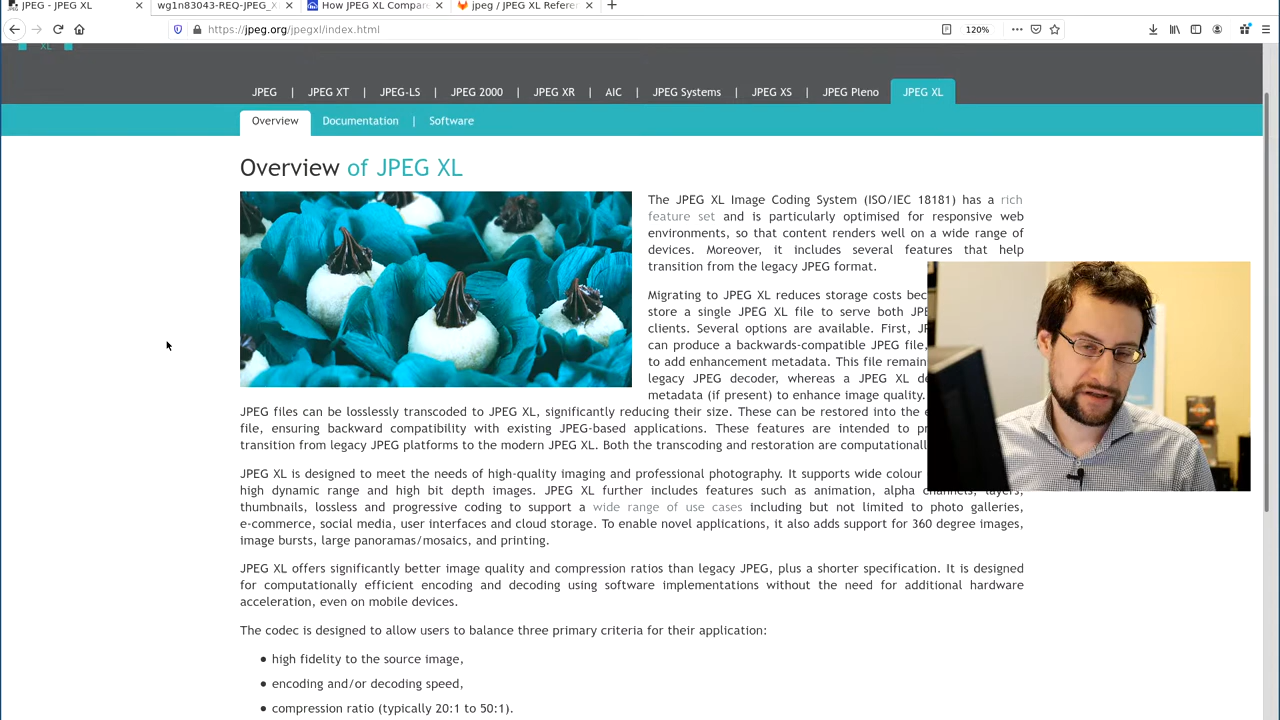 JPEG - JPEG XL
wg1n83043-REQ-JPEG_X
How JPEG XL Compar
jpeg / JPEG XL Refere
https://jpeg.org/jpegxl/index.html
120%
XL
JPEG | JPEG XT | JPEG-LS | JPEG 2000 | JPEG XR | AIC | JPEG Systems | JPEG XS | JPEG Pleno | JPEG XL
Overview Documentation | Software
Overview of JPEG XL
The JPEG XL Image Coding System (ISO/IEC 18181) has a rich
feature set and is particularly optimised for responsive web
environments, so that content renders well on a wide range of
devices. Moreover, it includes several features that help
transition from the legacy JPEG format.
Migrating to JPEG XL reduces storage costs bec
store a single JPEG XL file to serve both JPE
clients. Several options are available. First, JP
can produce a backwards-compatible JPEG file,
to add enhancement metadata. This file remain
legacy JPEG decoder, whereas a JPEG XL de
metadata (if present) to enhance image quality.
JPEG files can be losslessly transcoded to JPEG XL, significantly reducing their size. These can be restored into the e
file, ensuring backward compatibility with existing JPEG-based applications. These features are intended to pr
transition from legacy JPEG platforms to the modern JPEG XL. Both the transcoding and restoration are computational
JPEG XL is designed to meet the needs of high-quality imaging and professional photography. It supports wide colour
high dynamic range and high bit depth images. JPEG XL further includes features such as animation, alpha channels, layers,
thumbnails, lossless and progressive coding to support a wide range of use cases including but not limited to photo galleries,
e-commerce, social media, user interfaces and cloud storage. To enable novel applications, it also adds support for 360 degree images,
image bursts, large panoramas/mosaics, and printing.
JPEG XL offers significantly better image quality and compression ratios than legacy JPEG, plus a shorter specification. It is designed
for computationally efficient encoding and decoding using software implementations without the need for additional hardware
acceleration, even on mobile devices.
The codec is designed to allow users to balance three primary criteria for their application:
● high fidelity to the source image,
● encoding and/or decoding speed,
● compression ratio (typically 20:1 to 50:1).